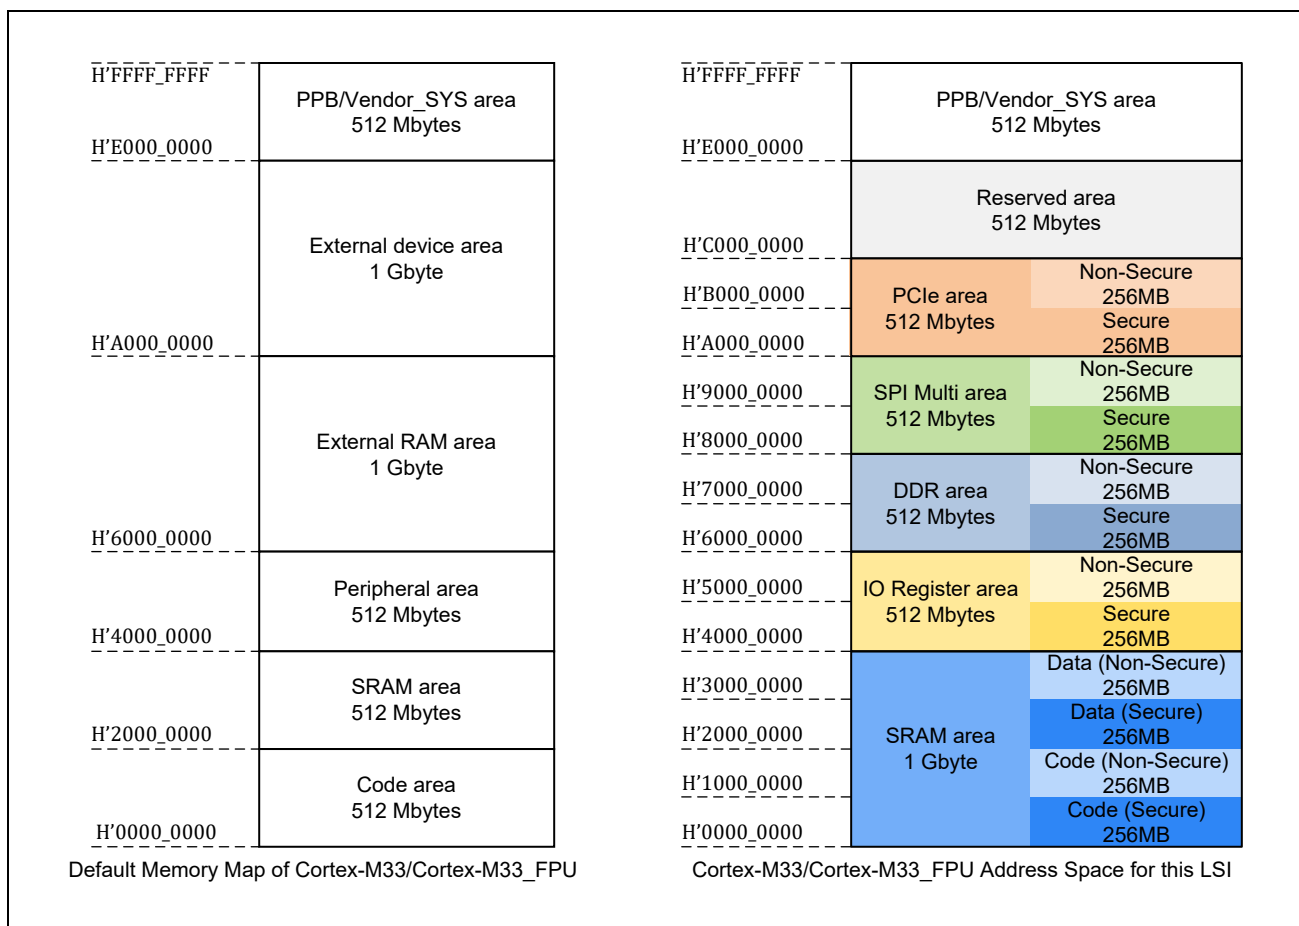 H'FFFF_FFFF
PPB/Vendor_SYS area
512 Mbytes
H'E000_0000
External device area
1 Gbyte
H'A000_0000
External RAM area
1 Gbyte
H'6000_0000
Peripheral area
512 Mbytes
H'4000_0000
SRAM area
512 Mbytes
H'2000_0000
Code area
512 Mbytes
H'0000_0000
Default Memory Map of Cortex-M33/Cortex-M33_FPU
H'FFFF_FFFF
PPB/Vendor_SYS area
512 Mbytes
H'E000_0000
Reserved area
512 Mbytes
H'C000_0000
Non-Secure
256MB
H'B000_0000
PCIe area
512 Mbytes
Secure
256MB
H'A000_0000
Non-Secure
256MB
H'9000_0000
SPI Multi area
512 Mbytes
Secure
256MB
H'8000_0000
Non-Secure
256MB
H'7000_0000
DDR area
512 Mbytes
Secure
256MB
H'6000_0000
Non-Secure
256MB
H'5000_0000
IO Register area
512 Mbytes
Secure
256MB
H'4000_0000
Data (Non-Secure)
256MB
H'3000_0000
Data (Secure)
256MB
H'2000_0000
SRAM area
1 Gbyte
Code (Non-Secure)
256MB
H'1000_0000
Code (Secure)
256MB
H'0000_0000
Cortex-M33/Cortex-M33_FPU Address Space for this LSI